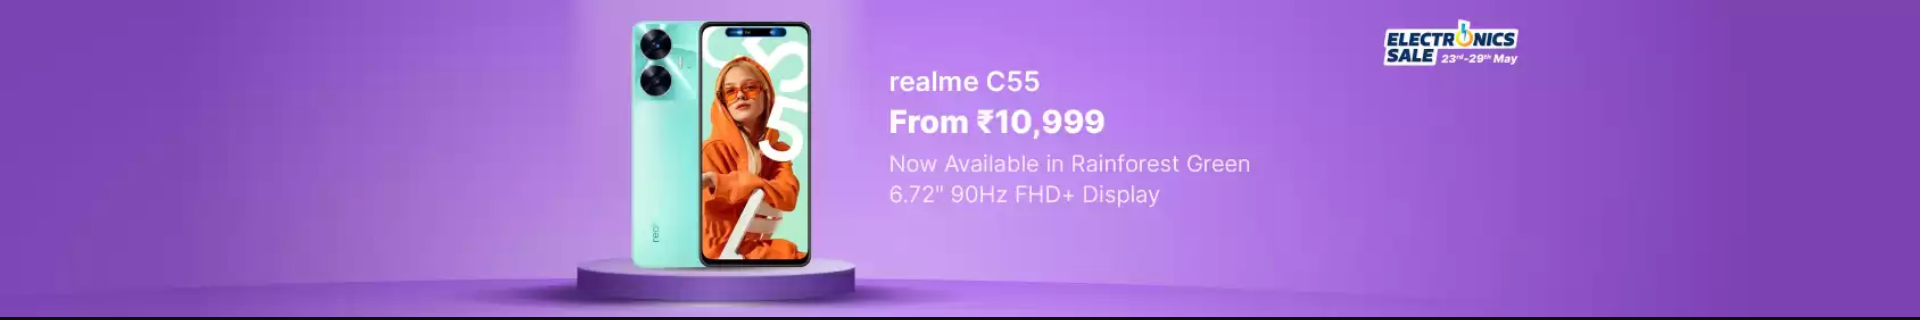 realme C55
From ₹10,999
Now Available in Rainforest Green
6.72" 90Hz FHD+ Display
ELECTRONICS
SALE 23rd-29th May